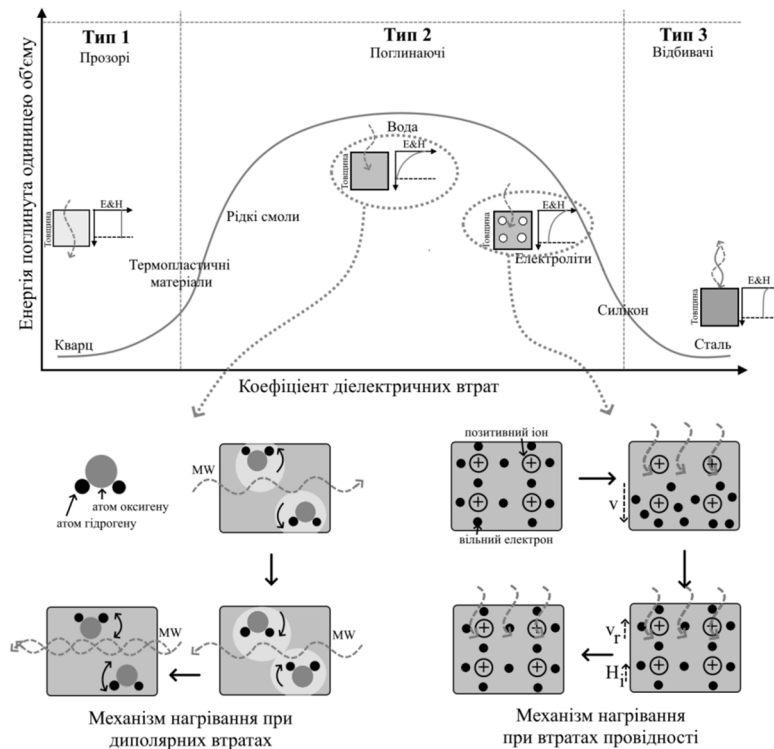 Тип 1
Прозорі
Тип 2
Поглинаючі
Тип 3
Відбивачі
Енергія поглинута одиницею об'єму
Вода
E&H
Товщина
Рідкі смоли
E&H
Товщина
E&H
Товщина
Електроліти
Термопластичні
матеріали
E&H
Товщина
Силікон
Кварц
Сталь
Коефіцієнт діелектричних втрат
атом оксигену
атом гідрогену
MW
позитивний іон
вільний електрон
v
MW
MW
v_r
H_i
Механізм нагрівання при
диполярних втратах
Механізм нагрівання
при втратах провідності